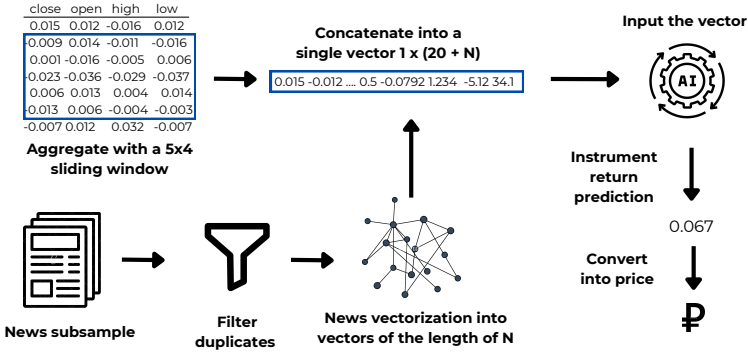 close open high low
0.015 0.012 -0.016 0.012
-0.009 0.014 -0.011 -0.016
0.001 -0.016 -0.005 0.006
-0.023 -0.036 -0.029 -0.037
0.006 0.013 0.004 0.014
-0.013 0.006 -0.004 -0.003
-0.007 0.012 0.032 -0.007
Aggregate with a 5x4
sliding window
Concatenate into a
single vector 1 x (20 + N)
0.015 -0.012 .... 0.5 -0.0792 1.234 -5.12 34.1
Input the vector
AI
Instrument
return
prediction
0.067
Convert
into price
₽
News subsample
Filter
duplicates
News vectorization into
vectors of the length of N